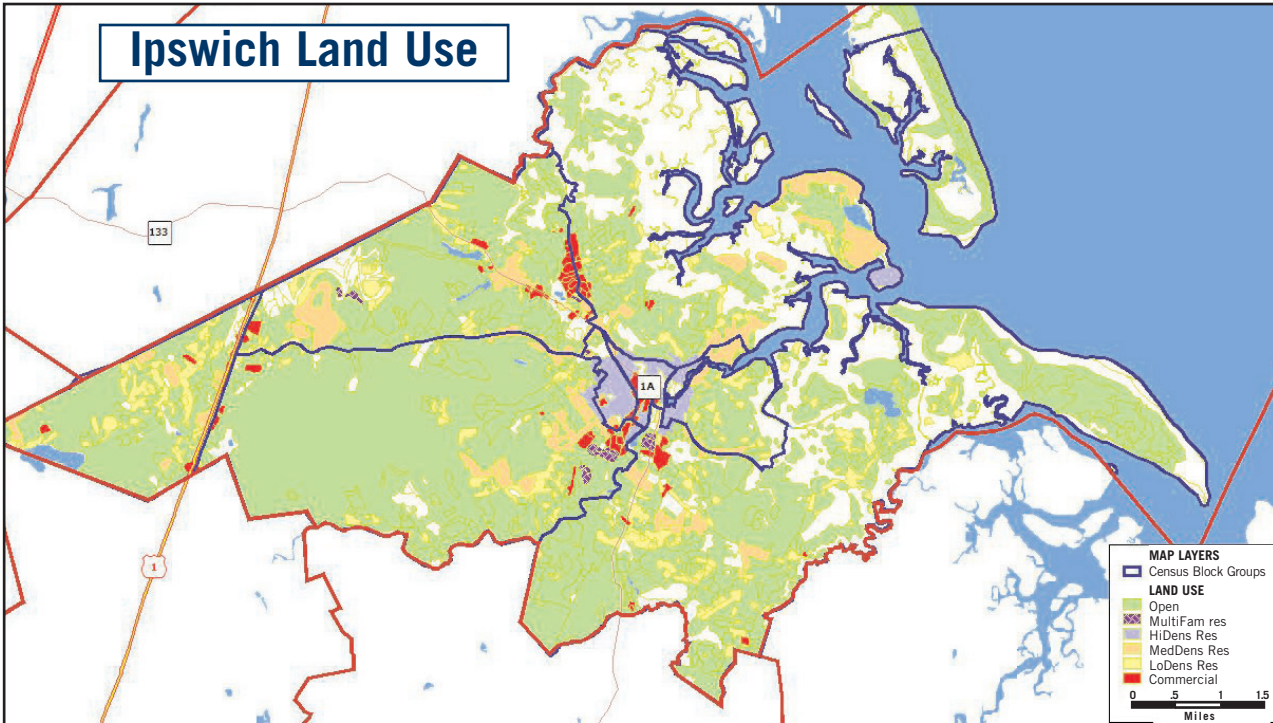 Ipswich Land Use
133
1A
1
MAP LAYERS
Census Block Groups
LAND USE
Open
MultiFam res
HiDens Res
MedDens Res
LoDens Res
Commercial
0 .5 1 1.5
Miles